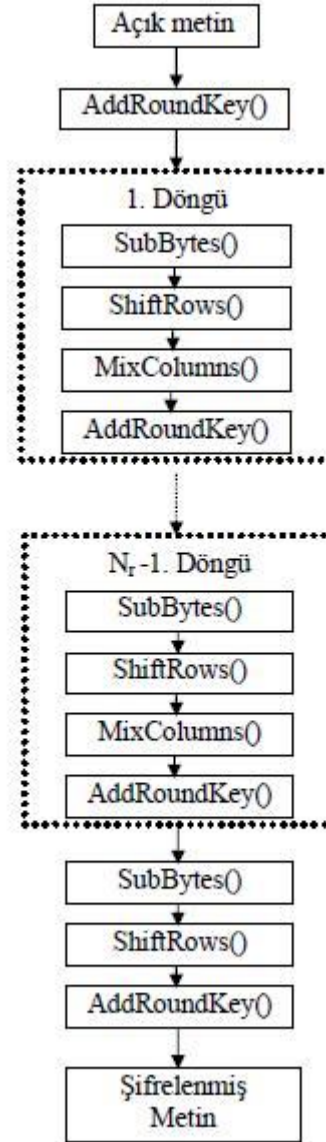 Açık metin
AddRoundKey()
1. Döngü
SubBytes()
ShiftRows()
MixColumns()
AddRoundKey()
Nr -1. Döngü
SubBytes()
ShiftRows()
MixColumns()
AddRoundKey()
SubBytes()
ShiftRows()
AddRoundKey()
Şifrelenmiş
Metin